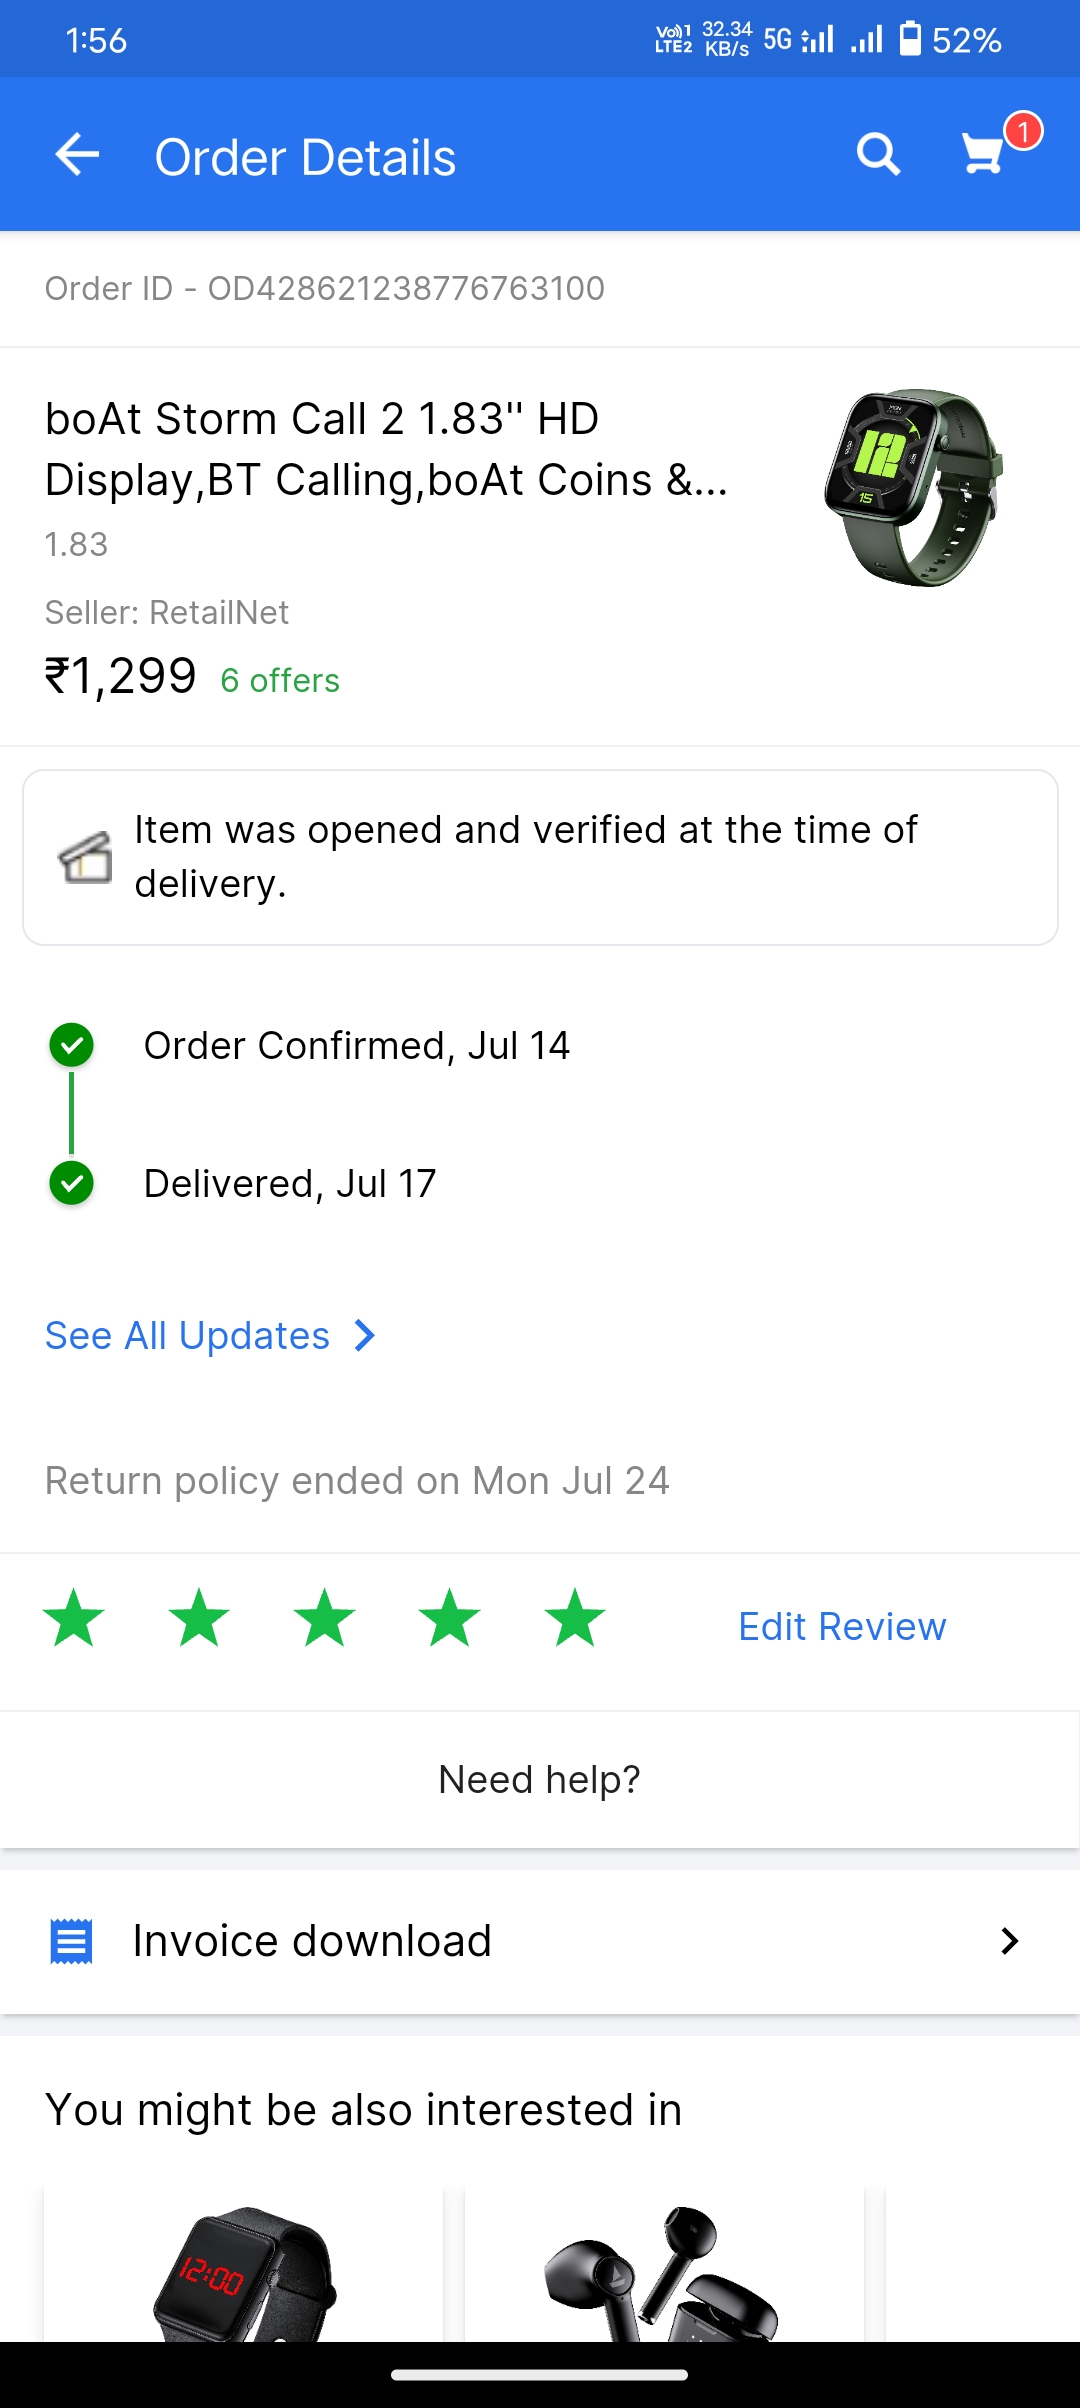 1:56 Vo))1 LTE2 32.34 KB/s 5G 52%
Order Details 1
Order ID - OD428621238776763100
boAt Storm Call 2 1.83" HD
Display,BT Calling,boAt Coins &...
1.83
Seller: RetailNet
₹1,299 6 offers
12
15
Item was opened and verified at the time of
delivery.
Order Confirmed, Jul 14
Delivered, Jul 17
See All Updates
Return policy ended on Mon Jul 24
Edit Review
Need help?
Invoice download
You might be also interested in
12:00